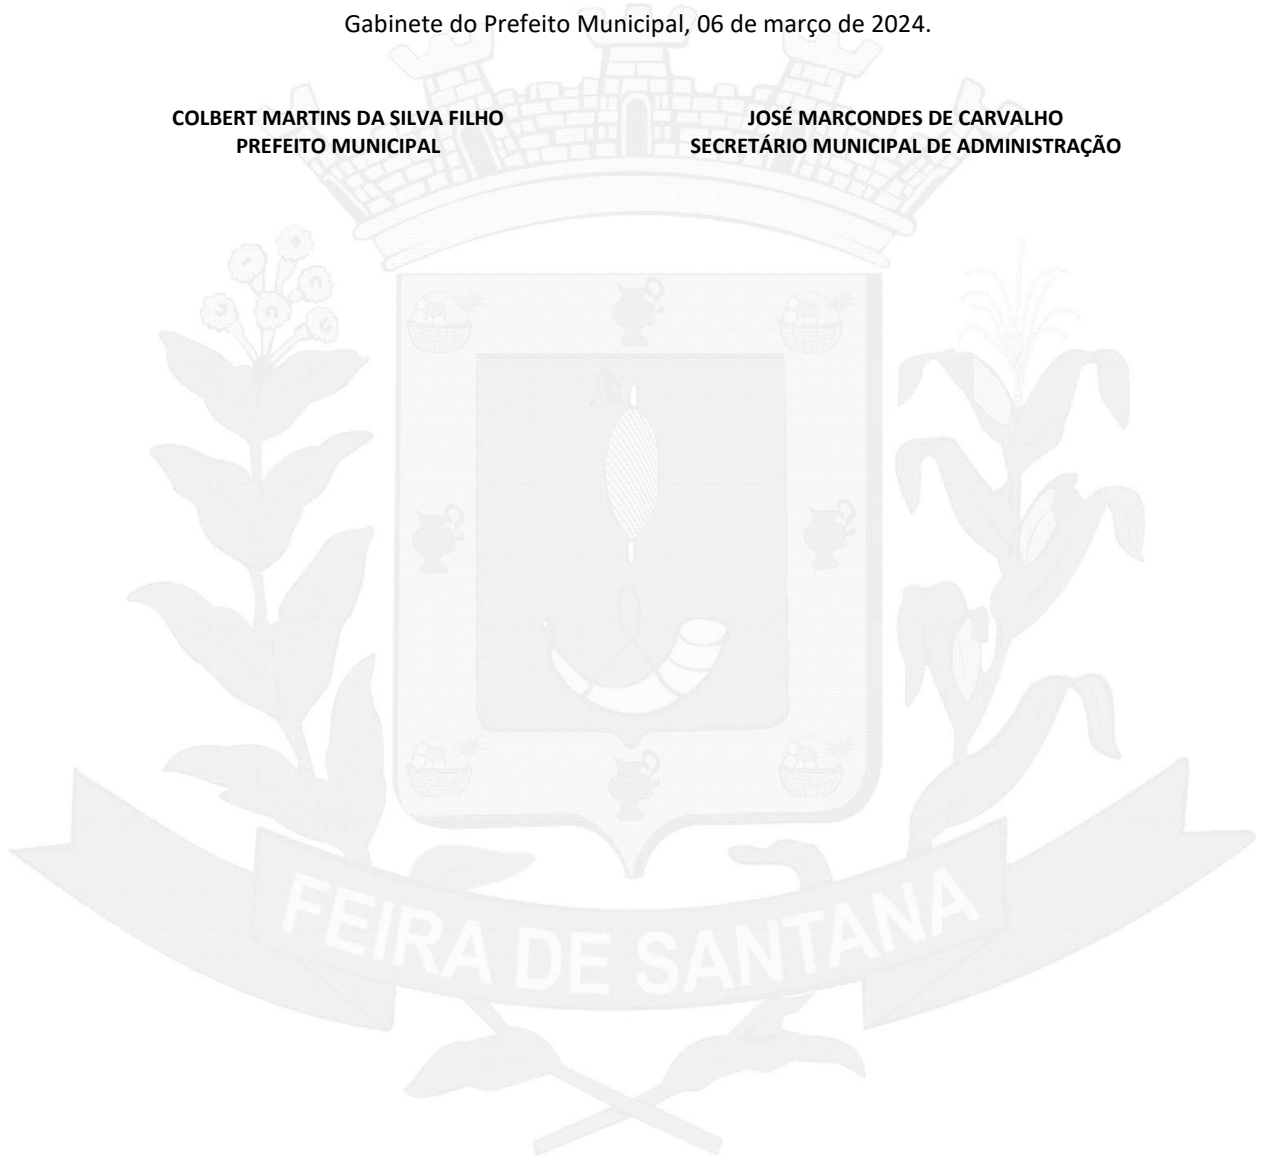 Gabinete do Prefeito Municipal, 06 de março de 2024.
COLBERT MARTINS DA SILVA FILHO
PREFEITO MUNICIPAL
JOSÉ MARCONDES DE CARVALHO
SECRETÁRIO MUNICIPAL DE ADMINISTRAÇÃO
FEIRA DE SANTANA